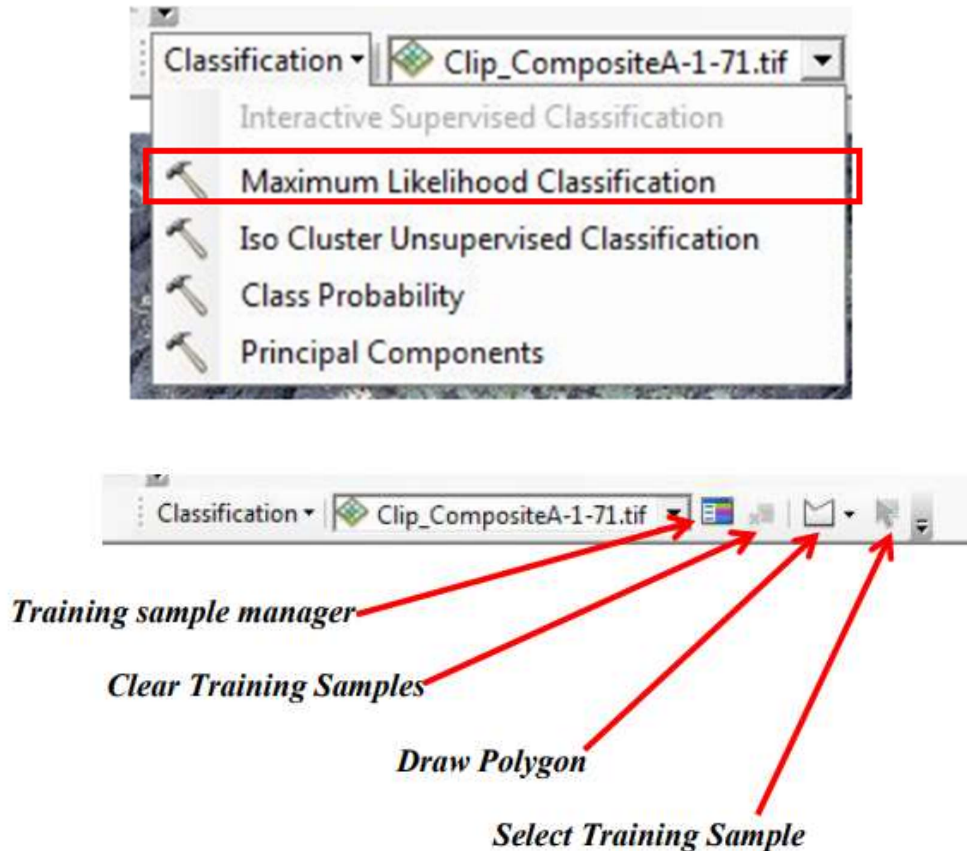 Classification Clip_CompositeA-1-71.tif
Interactive Supervised Classification
Maximum Likelihood Classification
Iso Cluster Unsupervised Classification
Class Probability
Principal Components
Classification Clip_CompositeA-1-71.tif
Training sample manager
Clear Training Samples
Draw Polygon
Select Training Sample